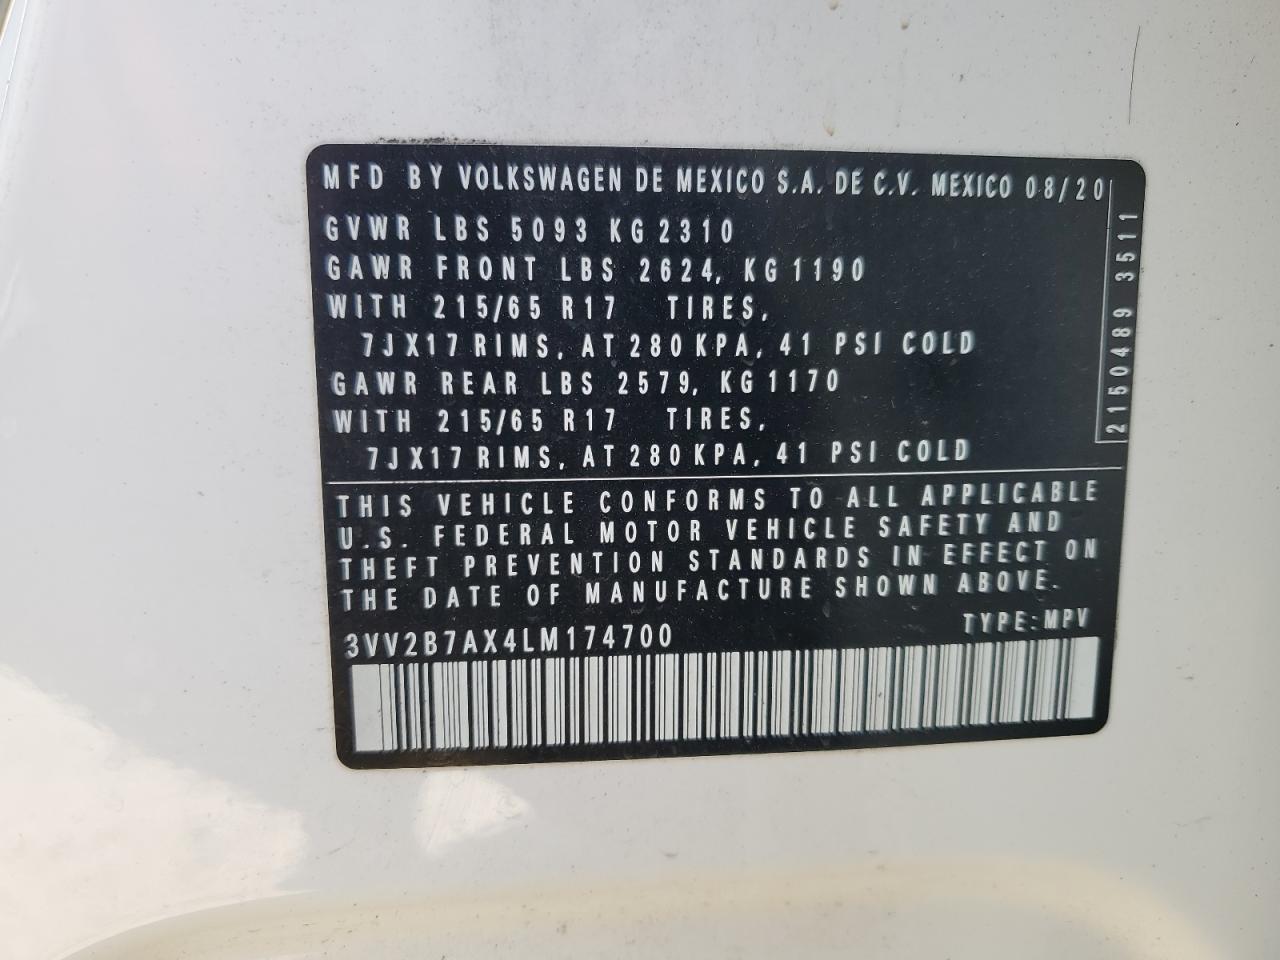 MFD BY VOLKSWAGEN DE MEXICO S.A. DE C.V. MEXICO 08/20
GVWR LBS 5093 KG 2310
GAWR FRONT LBS 2624, KG 1190
WITH 215/65 R17 TIRES,
7JX17 RIMS, AT 280 KPA, 41 PSI COLD
GAWR REAR LBS 2579, KG 1170
WITH 215/65 R17 TIRES,
7JX17 RIMS, AT 280 KPA, 41 PSI COLD
2150489 3511
THIS VEHICLE CONFORMS TO ALL APPLICABLE
U.S. FEDERAL MOTOR VEHICLE SAFETY AND
THEFT PREVENTION STANDARDS IN EFFECT ON
THE DATE OF MANUFACTURE SHOWN ABOVE.
3VV2B7AX4LM174700 TYPE: MPV